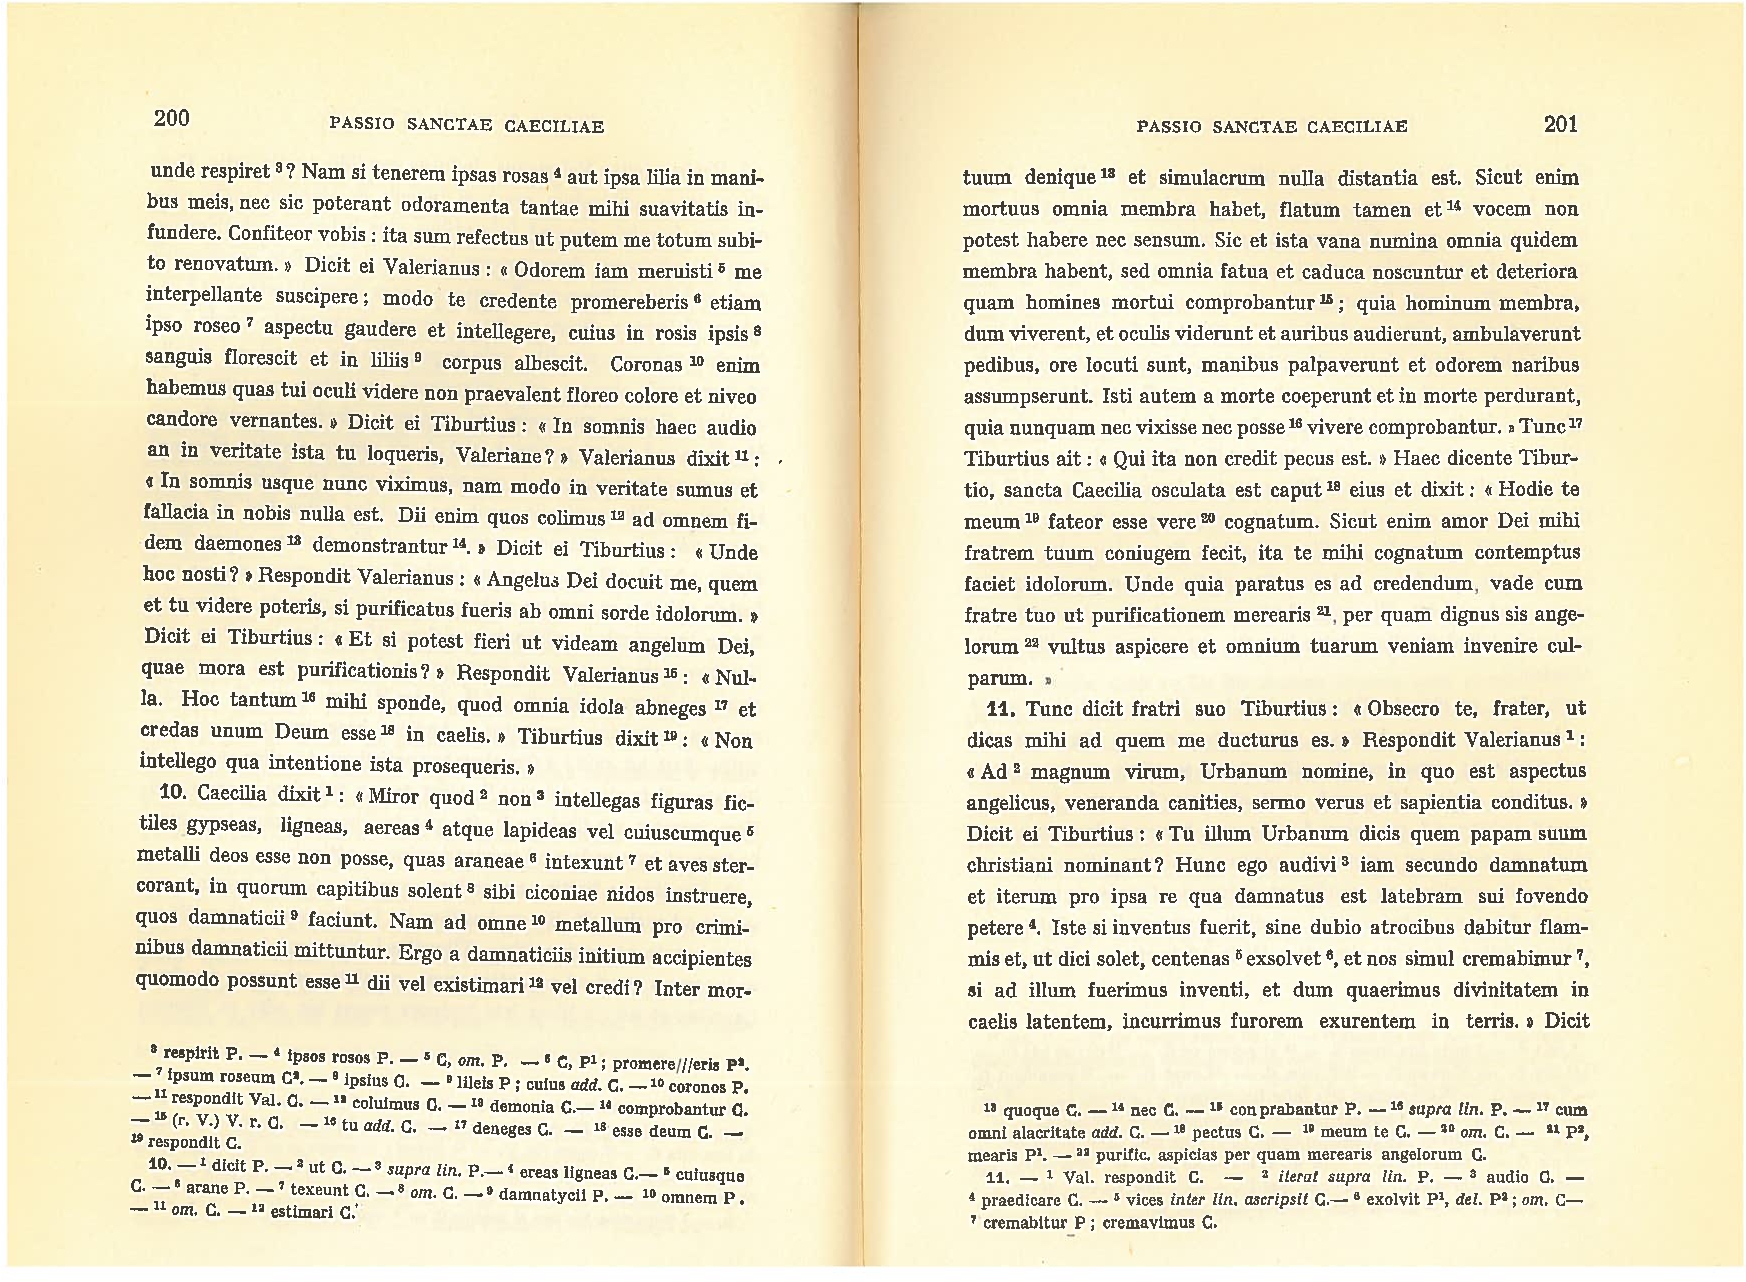 200
PASSIO SANCTAE CAECILIAE
unde respiret ³? Nam si tenerem ipsas rosas ⁴ aut ipsa lilia in mani-
bus meis, nec sic poterant odoramenta tantae mihi suavitatis in-
fundere. Confiteor vobis : ita sum refectus ut putem me totum subi-
to renovatum. » Dicit ei Valerianus : « Odorem iam meruisti ⁵ me
interpellante suscipere ; modo te credente promereberis ⁶ etiam
ipso roseo ⁷ aspectu gaudere et intellegere, cuius in rosis ipsis ⁸
sanguis florescit et in liliis ⁹ corpus albescit. Coronas ¹⁰ enim
habemus quas tui oculi videre non praevalent floreo colore et niveo
candore vernantes. » Dicit ei Tiburtius : « In somnis haec audio
an in veritate ista tu loqueris, Valeriane? » Valerianus dixit ¹¹ :
« In somnis usque nunc viximus, nam modo in veritate sumus et
fallacia in nobis nulla est. Dii enim quos colimus ¹² ad omnem fi-
dem daemones ¹³ demonstrantur ¹⁴. » Dicit ei Tiburtius : « Unde
hoc nosti? » Respondit Valerianus : « Angelus Dei docuit me, quem
et tu videre poteris, si purificatus fueris ab omni sorde idolorum. »
Dicit ei Tiburtius : « Et si potest fieri ut videam angelum Dei,
quae mora est purificationis? » Respondit Valerianus ¹⁵ : « Nul-
la. Hoc tantum ¹⁶ mihi sponde, quod omnia idola abneges ¹⁷ et
credas unum Deum esse ¹⁸ in caelis. » Tiburtius dixit ¹⁹ : « Non
intellego qua intentione ista prosequeris. »
10. Caecilia dixit ¹ : « Miror quod ² non ³ intellegas figuras fic-
tiles gypseas, ligneas, aereas ⁴ atque lapideas vel cuiuscumque ⁵
metalli deos esse non posse, quas araneae ⁶ intexunt ⁷ et aves ster-
corant, in quorum capitibus solent ⁸ sibi ciconiae nidos instruere,
quos damnaticii ⁹ faciunt. Nam ad omne ¹⁰ metallum pro crimi-
nibus damnaticii mittuntur. Ergo a damnaticiis initium accipientes
quomodo possunt esse ¹¹ dii vel existimari ¹² vel credi? Inter mor-
³ respirit P. — ⁴ ipsos rosos P. — ⁵ C, om. P. — ⁶ C, P¹ ; promere///eris P².
— ⁷ ipsum roseum C². — ⁸ ipsius C. — ⁹ lileis P ; cuius add. C. — ¹⁰ coronos P.
— ¹¹ respondit Val. C. — ¹² coluimus C. — ¹³ demonia C. — ¹⁴ comprobantur C.
— ¹⁵ (r. V.) V. r. C. — ¹⁶ tu add. C. — ¹⁷ deneges C. — ¹⁸ esse deum C. —
¹⁹ respondit C.
10. — ¹ dicit P. — ² ut C. — ³ supra lin. P. — ⁴ ereas ligneas C. — ⁵ cuiusque
C. — ⁶ arane P. — ⁷ texeunt C. — ⁸ om. C. — ⁹ damnatycii P. — ¹⁰ omnem P.
— ¹¹ om. C. — ¹² estimari C.
PASSIO SANCTAE CAECILIAE
201
tuum denique ¹³ et simulacrum nulla distantia est. Sicut enim
mortuus omnia membra habet, flatum tamen et ¹⁴ vocem non
potest habere nec sensum. Sic et ista vana numina omnia quidem
membra habent, sed omnia fatua et caduca noscuntur et deteriora
quam homines mortui comprobantur ¹⁵ ; quia hominum membra,
dum viverent, et oculis viderunt et auribus audierunt, ambulaverunt
pedibus, ore locuti sunt, manibus palpaverunt et odorem naribus
assumpserunt. Isti autem a morte coeperunt et in morte perdurant,
quia nunquam nec vixisse nec posse ¹⁶ vivere comprobantur. » Tunc ¹⁷
Tiburtius ait : « Qui ita non credit pecus est. » Haec dicente Tibur-
tio, sancta Caecilia osculata est caput ¹⁸ eius et dixit : « Hodie te
meum ¹⁹ fateor esse vere ²⁰ cognatum. Sicut enim amor Dei mihi
fratrem tuum coniugem fecit, ita te mihi cognatum contemptus
faciet idolorum. Unde quia paratus es ad credendum, vade cum
fratre tuo ut purificationem merearis ²¹, per quam dignus sis ange-
lorum ²² vultus aspicere et omnium tuarum veniam invenire cul-
parum. »
11. Tunc dicit fratri suo Tiburtius : « Obsecro te, frater, ut
dicas mihi ad quem me ducturus es. » Respondit Valerianus ¹ :
« Ad ² magnum virum, Urbanum nomine, in quo est aspectus
angelicus, veneranda canities, sermo verus et sapientia conditus. »
Dicit ei Tiburtius : « Tu illum Urbanum dicis quem papam suum
christiani nominant? Hunc ego audivi ³ iam secundo damnatum
et iterum pro ipsa re qua damnatus est latebram sui fovendo
petere ⁴. Iste si inventus fuerit, sine dubio atrocibus dabitur flam-
mis et, ut dici solet, centenas ⁵ exsolvet ⁶, et nos simul cremabimur ⁷,
si ad illum fuerimus inventi, et dum quaerimus divinitatem in
caelis latentem, incurrimus furorem exurentem in terris. » Dicit
¹³ quoque C. — ¹⁴ nec C. — ¹⁵ conprabantur P. — ¹⁶ supra lin. P. — ¹⁷ cum
omni alacritate add. C. — ¹⁸ pectus C. — ¹⁹ meum te C. — ²⁰ om. C. — ²¹ P²,
mearis P¹. — ²² purific. aspicias per quam merearis angelorum C.
11. — ¹ Val. respondit C. — ² iterat supra lin. P. — ³ audio C. —
⁴ praedicare C. — ⁵ vices inter lin. ascripsit C. — ⁶ exolvit P¹, del. P² ; om. C —
⁷ cremabitur P ; cremavimus C.